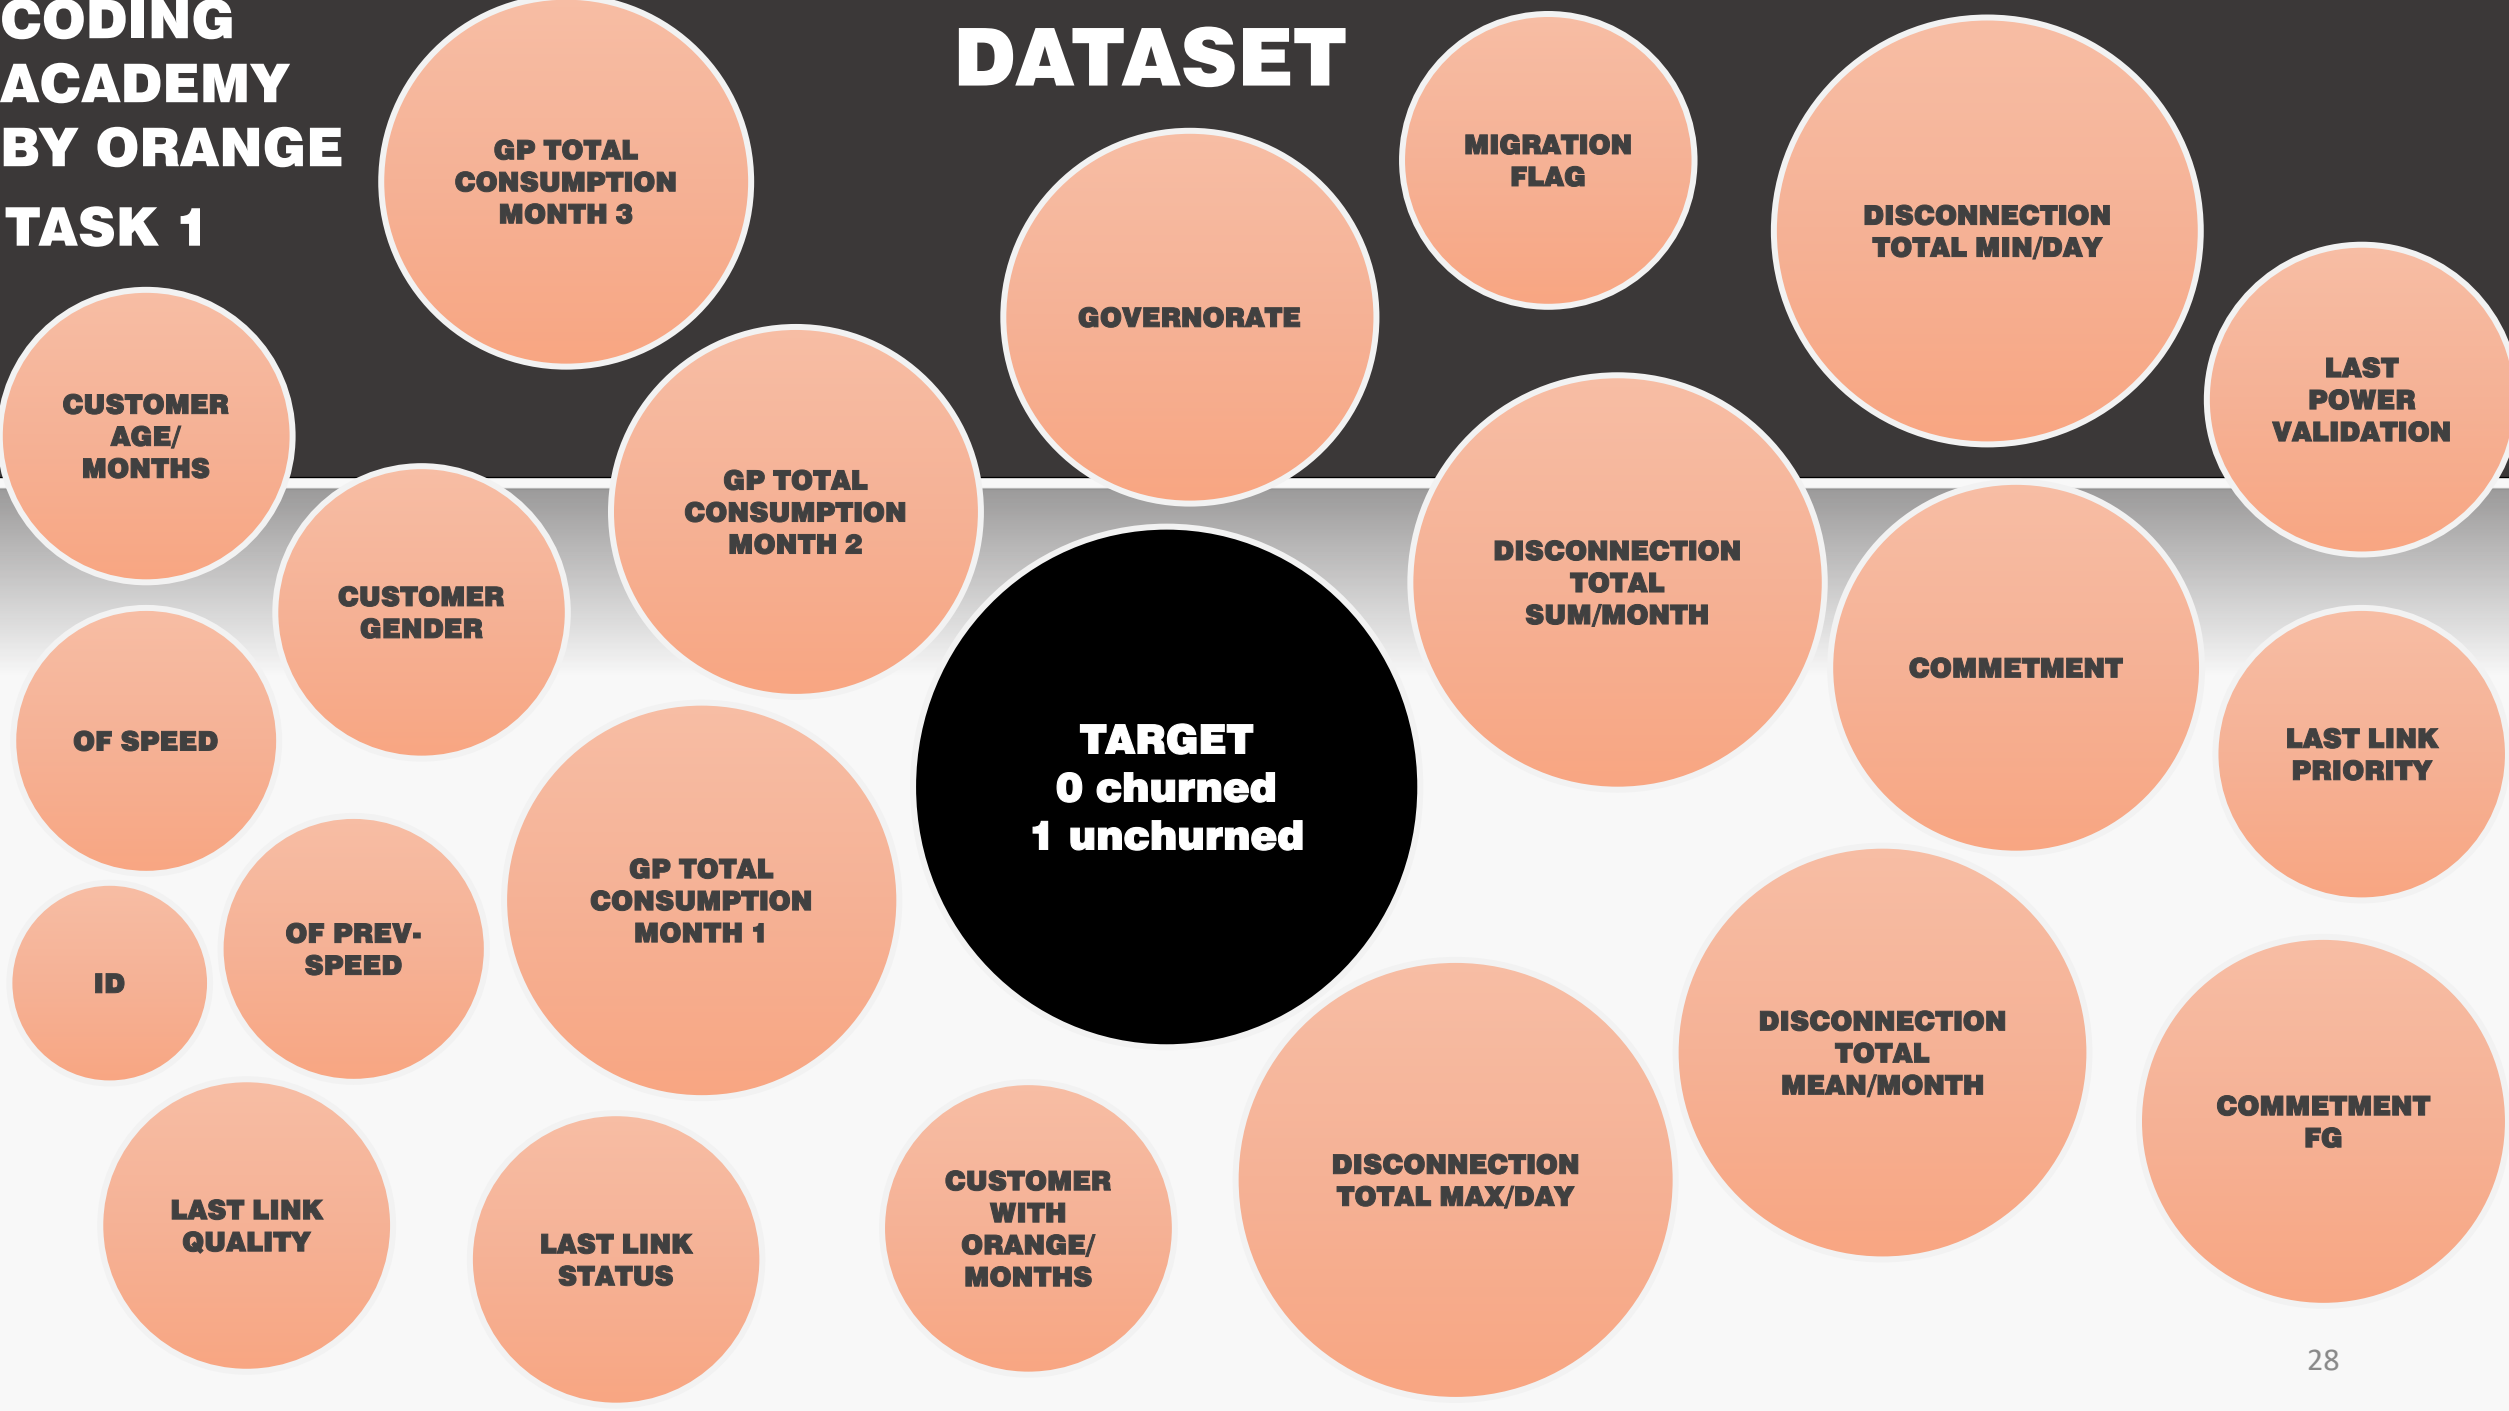 CODING
ACADEMY
BY ORANGE
TASK 1
DATASET
GP TOTAL
CONSUMPTION
MONTH 3
MIGRATION
FLAG
DISCONNECTION
TOTAL MIN/DAY
GOVERNORATE
LAST
POWER
VALIDATION
CUSTOMER
AGE/
MONTHS
GP TOTAL
CONSUMPTION
MONTH 2
DISCONNECTION
TOTAL
SUM/MONTH
CUSTOMER
GENDER
COMMETMENT
OF SPEED
TARGET
0 churned
1 unchurned
LAST LINK
PRIORITY
GP TOTAL
CONSUMPTION
MONTH 1
OF PREV-
SPEED
ID
DISCONNECTION
TOTAL
MEAN/MONTH
COMMETMENT
FG
LAST LINK
QUALITY
LAST LINK
STATUS
CUSTOMER
WITH
ORANGE/
MONTHS
DISCONNECTION
TOTAL MAX/DAY
28